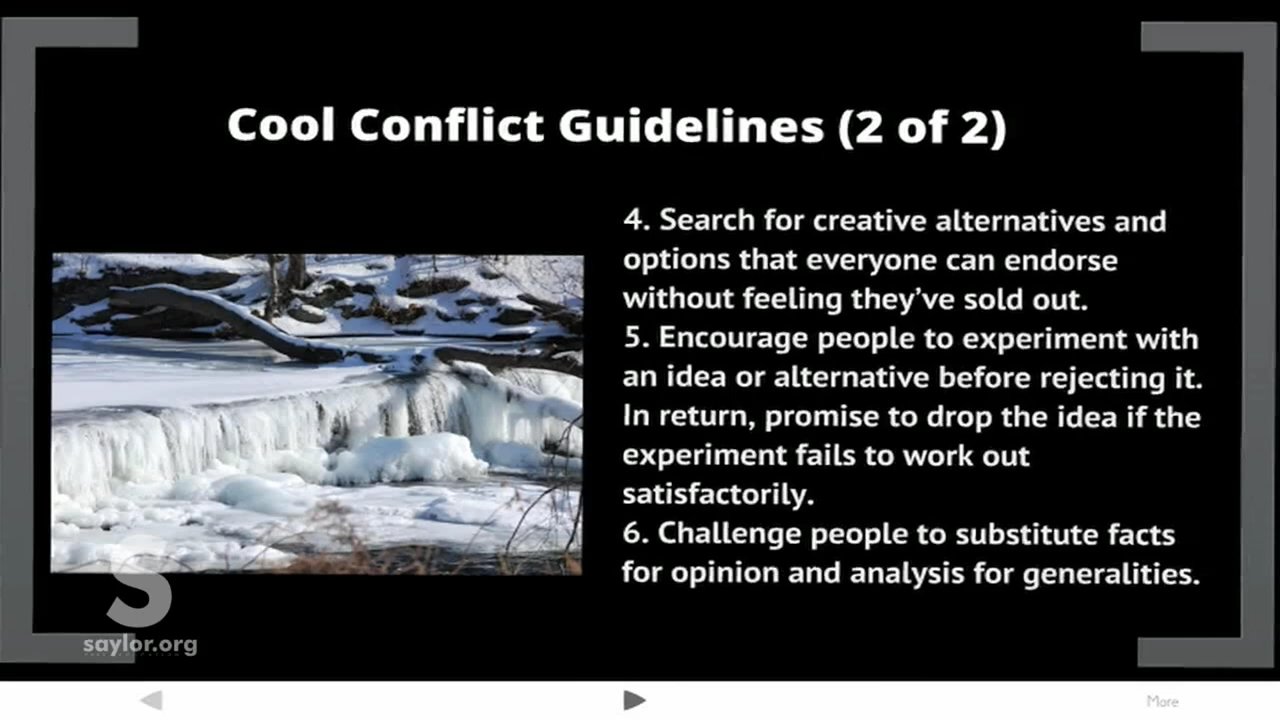 Cool Conflict Guidelines (2 of 2)
4. Search for creative alternatives and
options that everyone can endorse
without feeling they’ve sold out.
5. Encourage people to experiment with
an idea or alternative before rejecting it.
In return, promise to drop the idea if the
experiment fails to work out
satisfactorily.
6. Challenge people to substitute facts
for opinion and analysis for generalities.
S
saylor.org
More